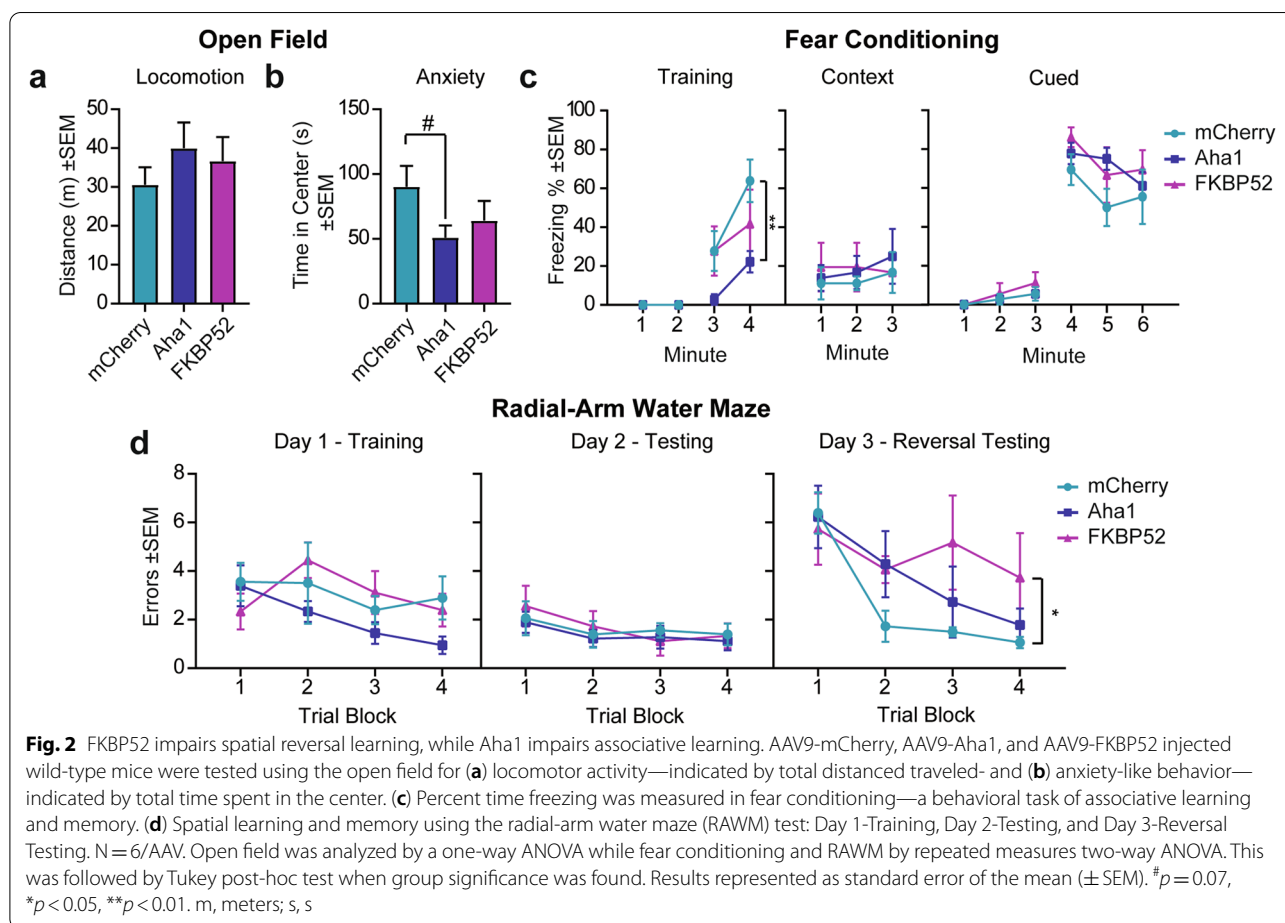 Open Field
Fear Conditioning
a
Locomotion
Distance (m) ±SEM
50
40
30
20
10
0
mCherry
Aha1
FKBP52
b
Anxiety
Time in Center (s)
±SEM
150
100
50
0
#
mCherry
Aha1
FKBP52
c
Training
Context
Cued
Freezing % ±SEM
100
80
60
40
20
0
**
1 2 3 4
Minute
1 2 3
Minute
1 2 3 4 5 6
Minute
mCherry
Aha1
FKBP52
Radial-Arm Water Maze
d
Day 1 - Training
Day 2 - Testing
Day 3 - Reversal Testing
Errors ±SEM
8
6
4
2
0
*
1 2 3 4
Trial Block
1 2 3 4
Trial Block
1 2 3 4
Trial Block
mCherry
Aha1
FKBP52
Fig. 2 FKBP52 impairs spatial reversal learning, while Aha1 impairs associative learning. AAV9-mCherry, AAV9-Aha1, and AAV9-FKBP52 injected
wild-type mice were tested using the open field for (a) locomotor activity—indicated by total distanced traveled- and (b) anxiety-like behavior—
indicated by total time spent in the center. (c) Percent time freezing was measured in fear conditioning—a behavioral task of associative learning
and memory. (d) Spatial learning and memory using the radial-arm water maze (RAWM) test: Day 1-Training, Day 2-Testing, and Day 3-Reversal
Testing. N = 6/AAV. Open field was analyzed by a one-way ANOVA while fear conditioning and RAWM by repeated measures two-way ANOVA. This
was followed by Tukey post-hoc test when group significance was found. Results represented as standard error of the mean (± SEM). #p = 0.07,
*p < 0.05, **p < 0.01. m, meters; s, s